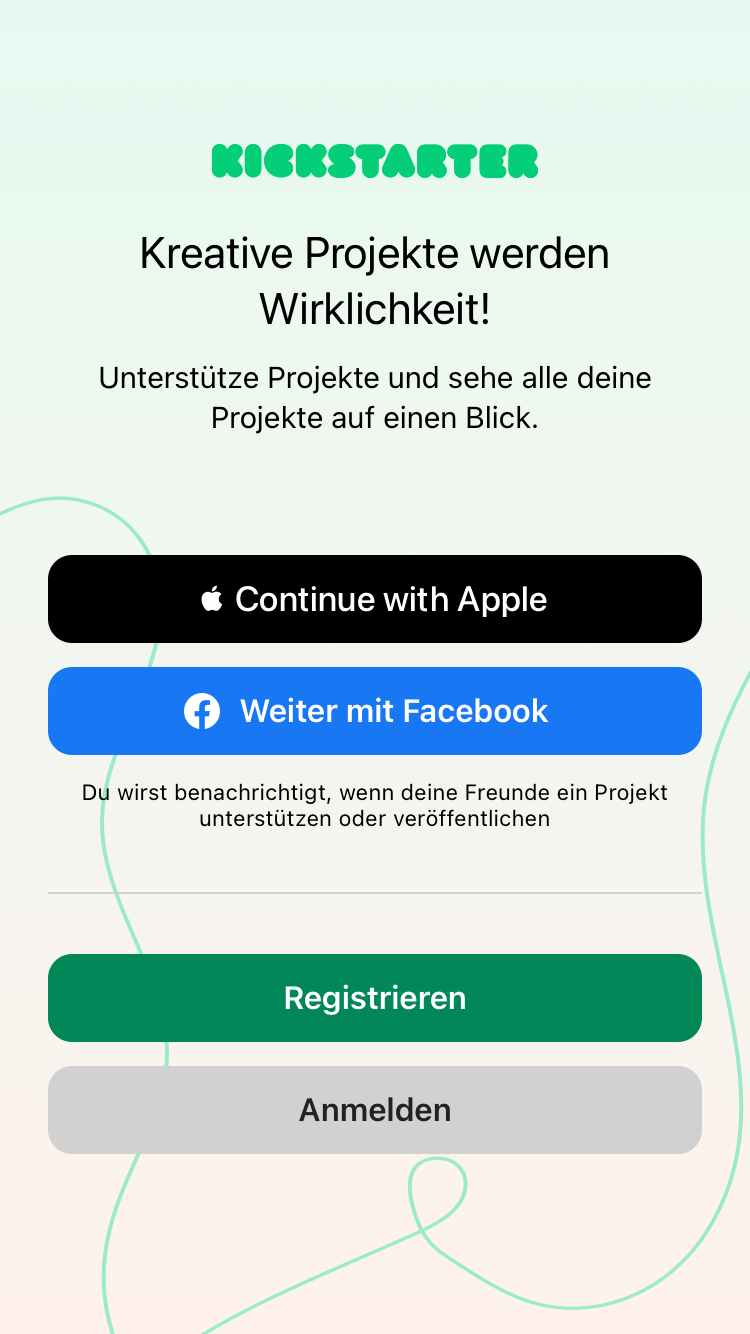 KICKSTARTER
Kreative Projekte werden
Wirklichkeit!
Unterstütze Projekte und sehe alle deine
Projekte auf einen Blick.
Continue with Apple
Weiter mit Facebook
Du wirst benachrichtigt, wenn deine Freunde ein Projekt
unterstützen oder veröffentlichen
Registrieren
Anmelden